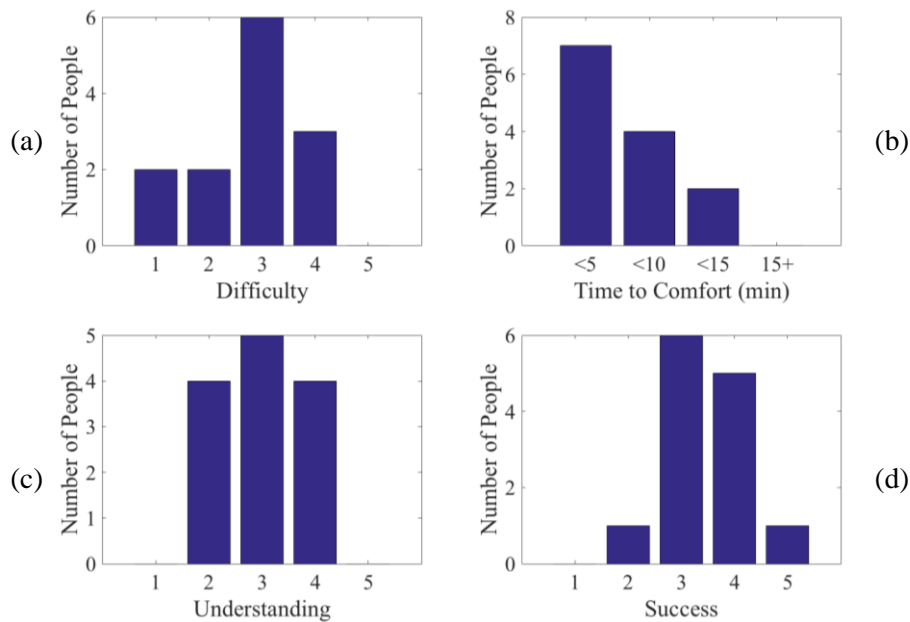 (a)
Number of People
6
4
2
0
1 2 3 4 5
Difficulty
(b)
Number of People
8
6
4
2
0
<5 <10 <15 15+
Time to Comfort (min)
(c)
Number of People
5
4
3
2
1
0
1 2 3 4 5
Understanding
(d)
Number of People
6
4
2
0
1 2 3 4 5
Success